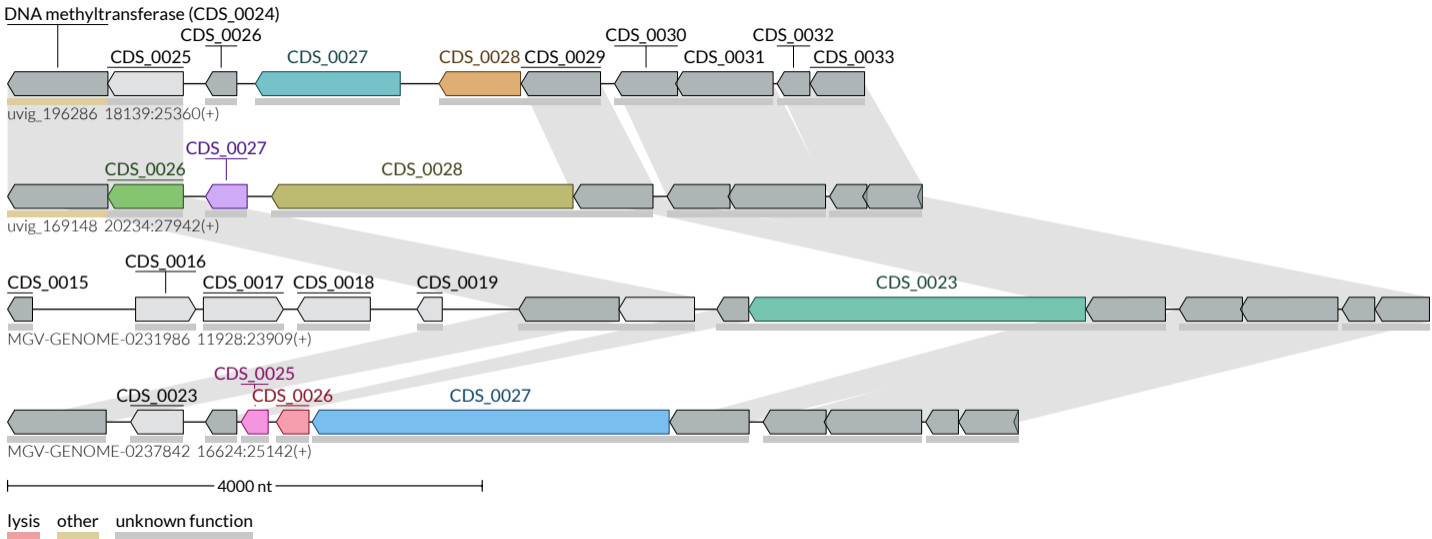 DNA methyltransferase (CDS_0024)
CDS_0026 CDS_0030 CDS_0032
CDS_0025 CDS_0027 CDS_0028 CDS_0029 CDS_0031 CDS_0033
uvig_196286 18139:25360(+)
CDS_0027
CDS_0026 CDS_0028
uvig_169148 20234:27942(+)
CDS_0016
CDS_0015 CDS_0017 CDS_0018 CDS_0019 CDS_0023
MGV-GENOME-0231986 11928:23909(+)
CDS_0025
CDS_0023 CDS_0026 CDS_0027
MGV-GENOME-0237842 16624:25142(+)
4000 nt
lysis other unknown function